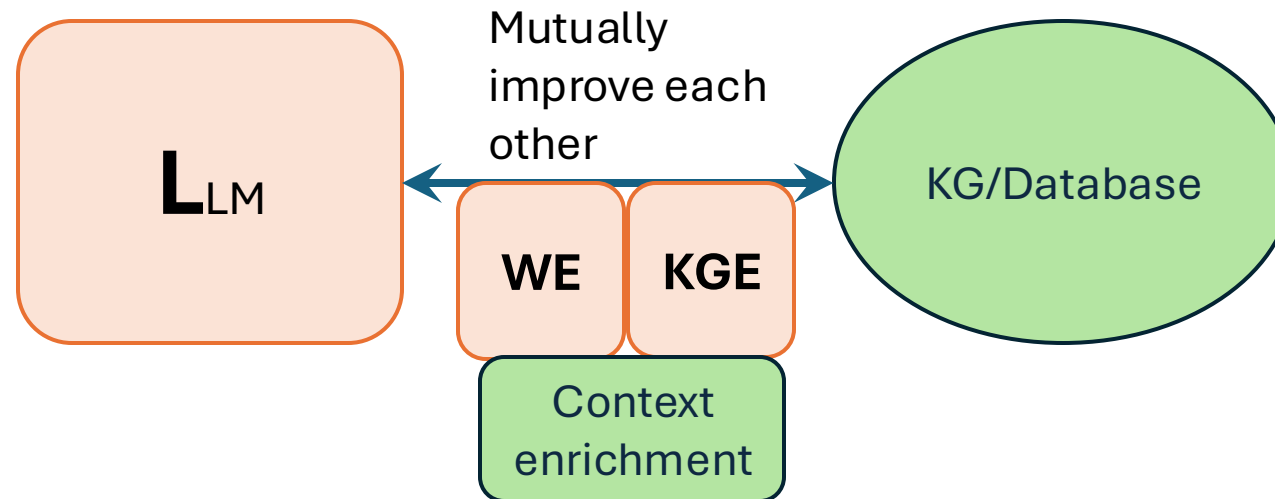 Mutually
improve each
other
LLM
KG/Database
WE
KGE
Context
enrichment